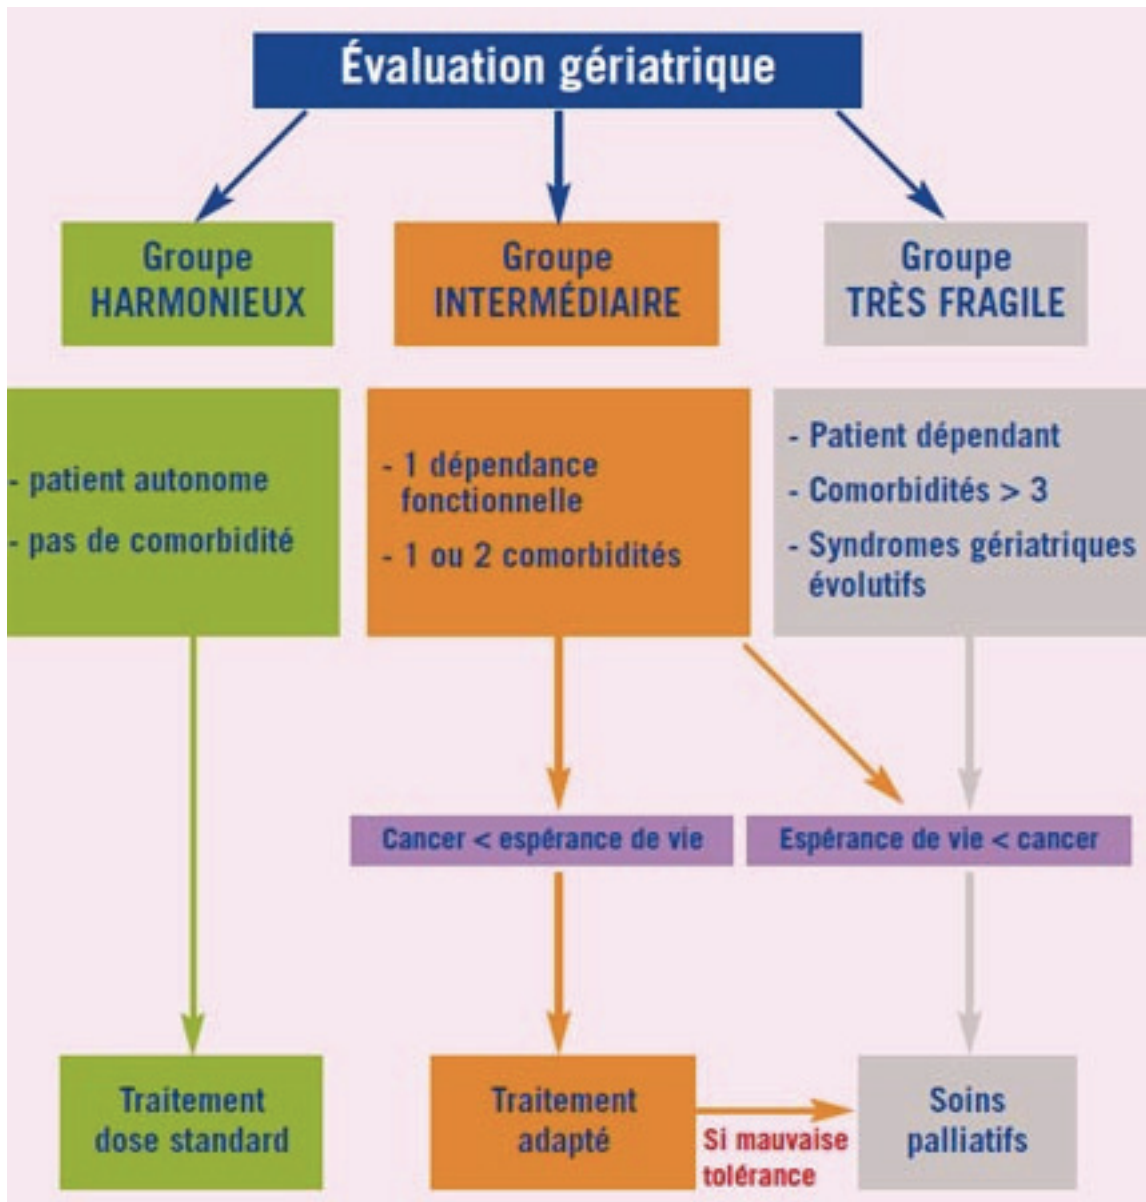 Évaluation gériatrique
Groupe
HARMONIEUX
Groupe
INTERMÉDIAIRE
Groupe
TRÈS FRAGILE
- patient autonome
- pas de comorbidité
- 1 dépendance
fonctionnelle
- 1 ou 2 comorbidités
- Patient dépendant
- Comorbidités > 3
- Syndromes gériatriques
évolutifs
Cancer < espérance de vie
Espérance de vie < cancer
Traitement
dose standard
Traitement
adapté
Si mauvaise
tolérance
Soins
palliatifs